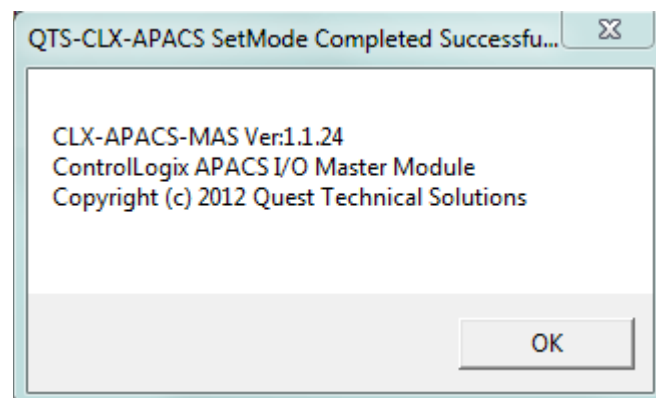 QTS-CLX-APACS SetMode Completed Successfu...
CLX-APACS-MAS Ver:1.1.24
ControlLogix APACS I/O Master Module
Copyright (c) 2012 Quest Technical Solutions
OK